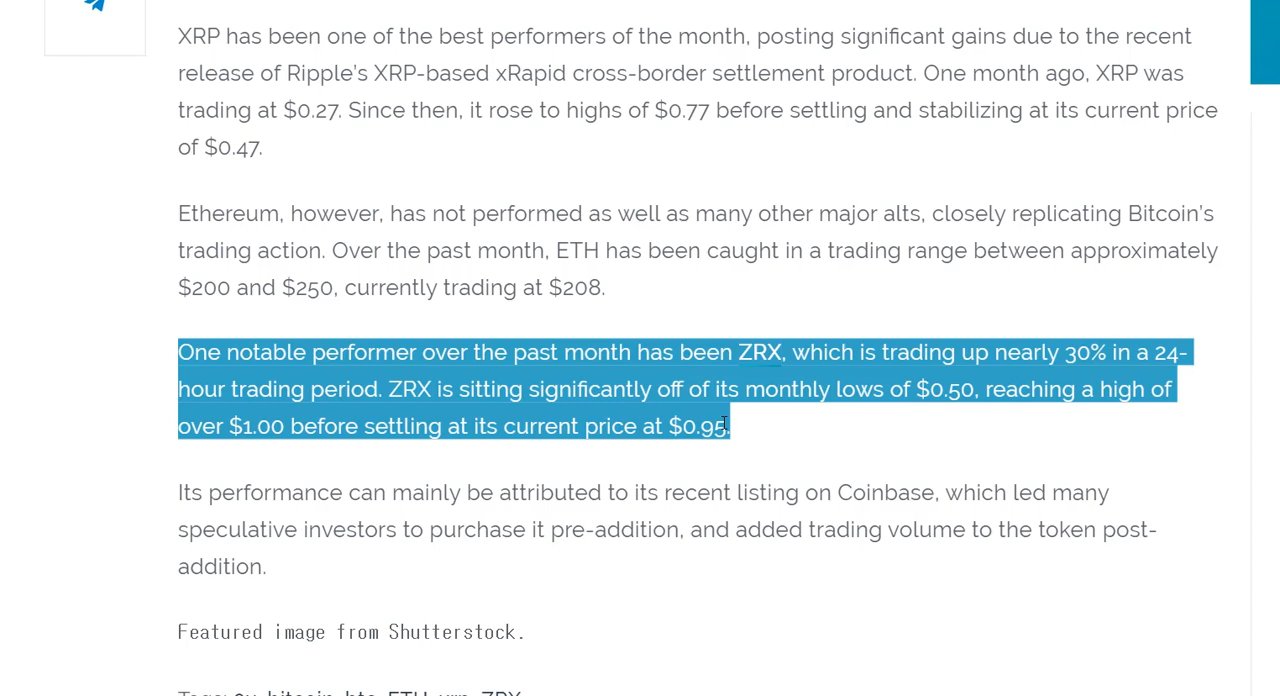 XRP has been one of the best performers of the month, posting significant gains due to the recent
release of Ripple’s XRP-based xRapid cross-border settlement product. One month ago, XRP was
trading at $0.27. Since then, it rose to highs of $0.77 before settling and stabilizing at its current price
of $0.47.
Ethereum, however, has not performed as well as many other major alts, closely replicating Bitcoin’s
trading action. Over the past month, ETH has been caught in a trading range between approximately
$200 and $250, currently trading at $208.
One notable performer over the past month has been ZRX, which is trading up nearly 30% in a 24-
hour trading period. ZRX is sitting significantly off of its monthly lows of $0.50, reaching a high of
over $1.00 before settling at its current price at $0.95.
Its performance can mainly be attributed to its recent listing on Coinbase, which led many
speculative investors to purchase it pre-addition, and added trading volume to the token post-
addition.
Featured image from Shutterstock.
Tags: 0x, bitcoin, btc, ETH, xrp, ZRX